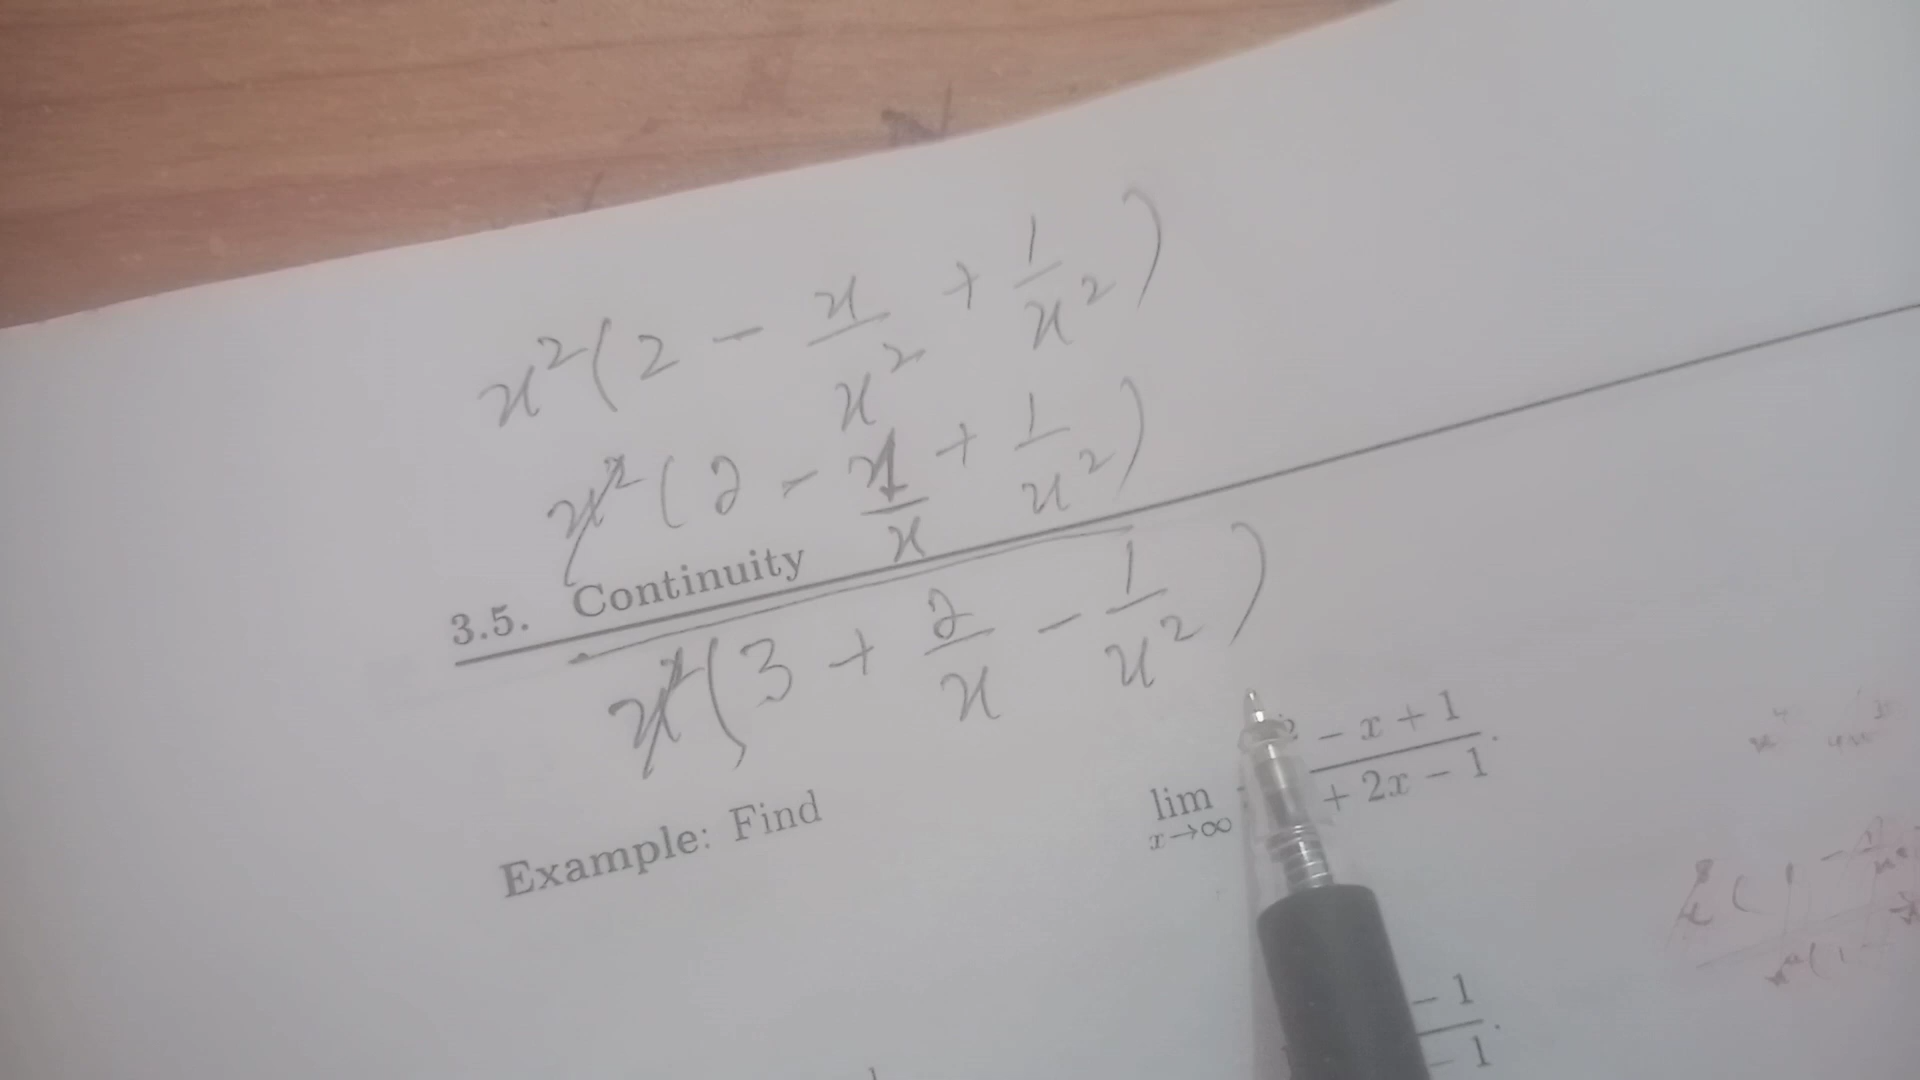 x²(2 - x/x² + 1/x²)
x²(2 - 1/x + 1/x²)
3.5. Continuity
x²(3 + 2/x - 1/x²)
Example: Find lim x→∞ - x + 1 / + 2x - 1 .
- 1 / - 1 .